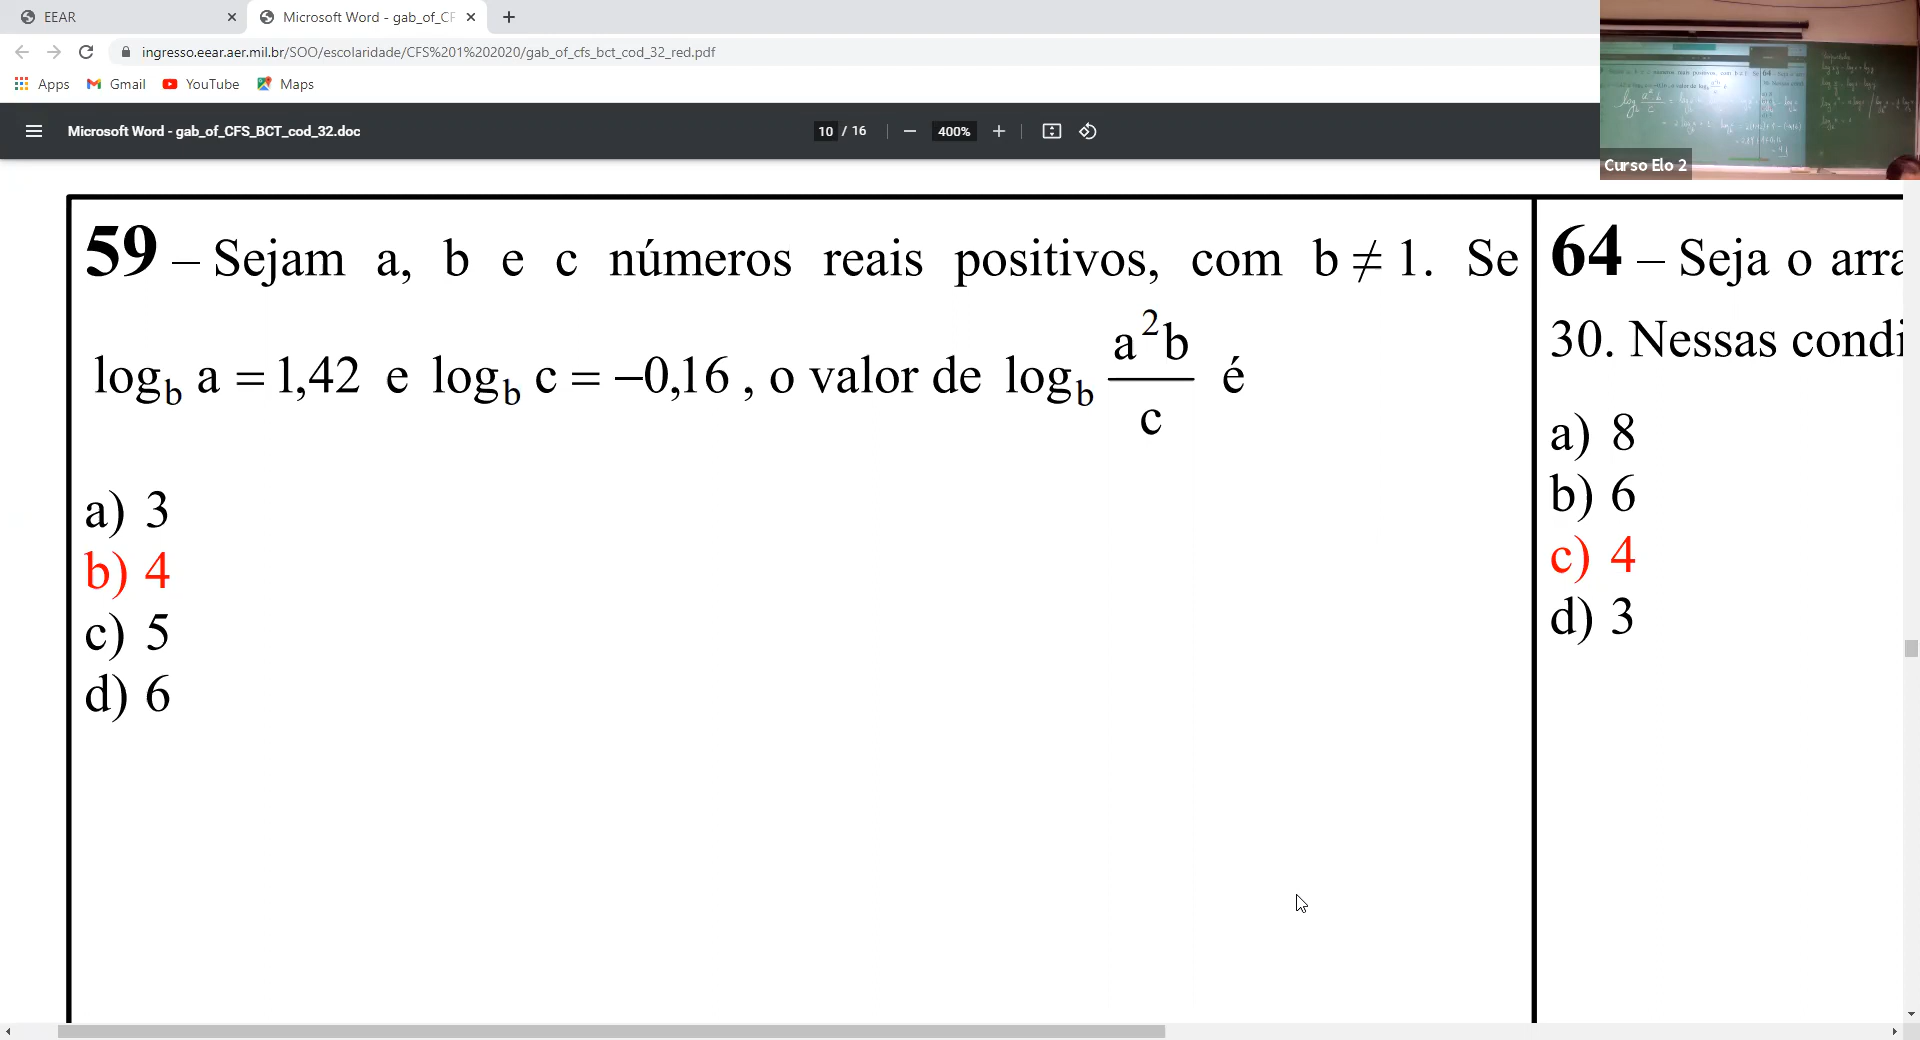 EEAR
Microsoft Word - gab_of_CF
ingresso.eear.aer.mil.br/SOO/escolaridade/CFS%201%202020/gab_of_cfs_bct_cod_32_red.pdf
Apps Gmail YouTube Maps
Microsoft Word - gab_of_CFS_BCT_cod_32.doc
10 / 16
400%
Curso Elo 2
59 – Sejam a, b e c números reais positivos, com b ≠ 1. Se
log_b a = 1,42 e log_b c = –0,16 , o valor de log_b a²b/c é
a) 3
b) 4
c) 5
d) 6
64 – Seja o arra
30. Nessas condi
a) 8
b) 6
c) 4
d) 3